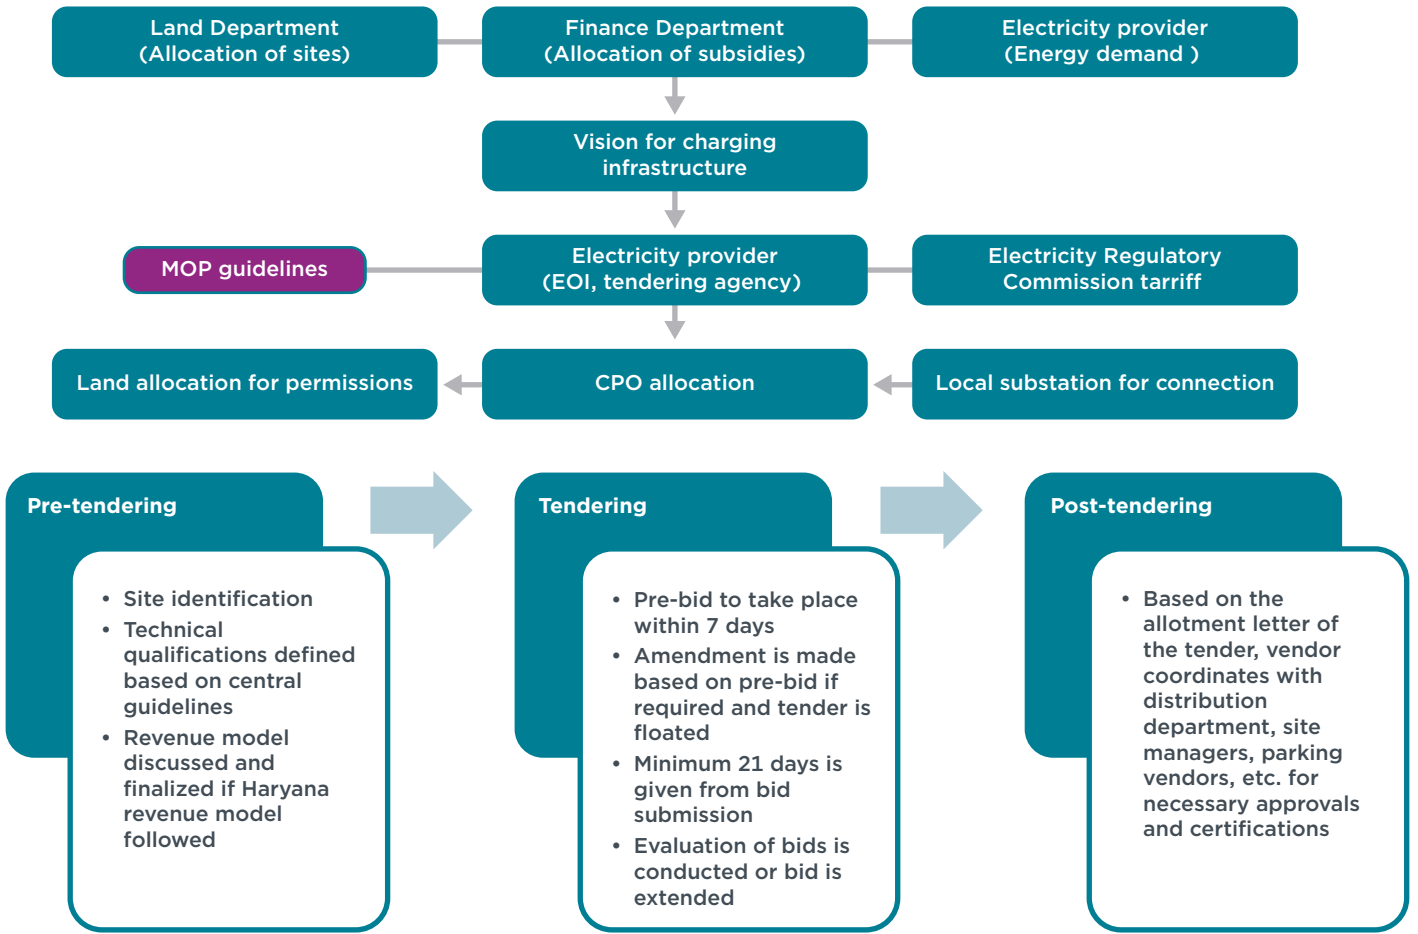 Land Department
(Allocation of sites)
Finance Department
(Allocation of subsidies)
Electricity provider
(Energy demand )
Vision for charging
infrastructure
MOP guidelines
Electricity provider
(EOI, tendering agency)
Electricity Regulatory
Commission tarriff
Land allocation for permissions
CPO allocation
Local substation for connection
Pre-tendering
• Site identification
• Technical
qualifications defined
based on central
guidelines
• Revenue model
discussed and
finalized if Haryana
revenue model
followed
Tendering
• Pre-bid to take place
within 7 days
• Amendment is made
based on pre-bid if
required and tender is
floated
• Minimum 21 days is
given from bid
submission
• Evaluation of bids is
conducted or bid is
extended
Post-tendering
• Based on the
allotment letter of
the tender, vendor
coordinates with
distribution
department, site
managers, parking
vendors, etc. for
necessary approvals
and certifications